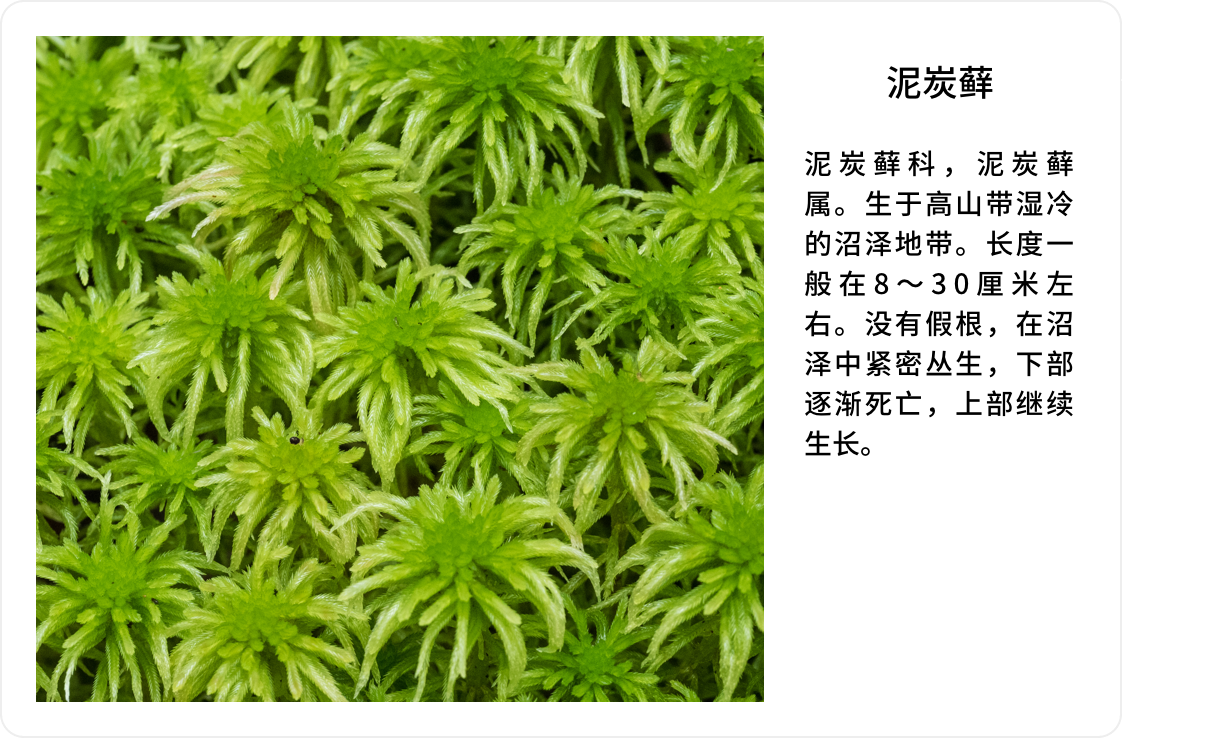 泥炭藓
泥炭藓科，泥炭藓
属。生于高山带湿冷
的沼泽地带。长度一
般在8～30厘米左
右。没有假根，在沼
泽中紧密丛生，下部
逐渐死亡，上部继续
生长。